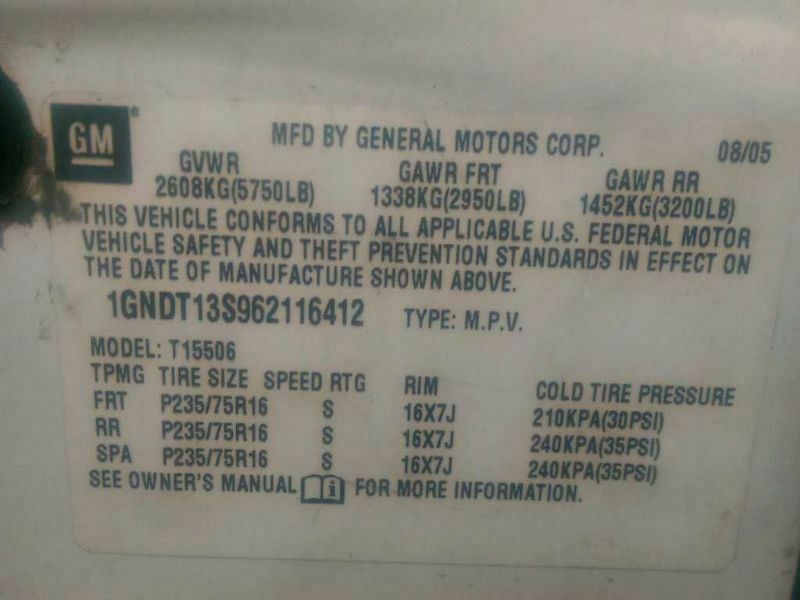 GM ®
MFD BY GENERAL MOTORS CORP. 08/05
GVWR GAWR FRT GAWR RR
2608KG(5750LB) 1338KG(2950LB) 1452KG(3200LB)
THIS VEHICLE CONFORMS TO ALL APPLICABLE U.S. FEDERAL MOTOR
VEHICLE SAFETY AND THEFT PREVENTION STANDARDS IN EFFECT ON
THE DATE OF MANUFACTURE SHOWN ABOVE.
1GNDT13S962116412 TYPE: M.P.V.
MODEL: T15506
TPMG TIRE SIZE SPEED RTG RIM COLD TIRE PRESSURE
FRT P235/75R16 S 16X7J 210KPA(30PSI)
RR P235/75R16 S 16X7J 240KPA(35PSI)
SPA P235/75R16 S 16X7J 240KPA(35PSI)
SEE OWNER'S MANUAL i FOR MORE INFORMATION.